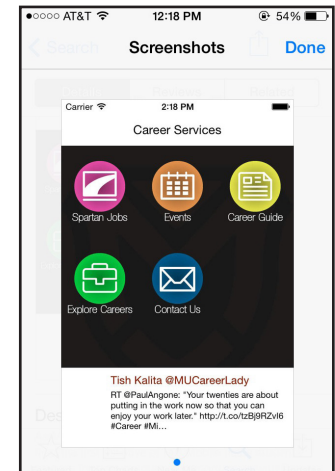 AT&T 12:18 PM 54%
Search Screenshots Done
Carrier 2:18 PM
Career Services
Spartan Jobs Events Career Guide
Explore Careers Contact Us
Tish Kalita @MUCareerLady
RT @PaulAngone: "Your twenties are about
putting in the work now so that you can
enjoy your work later." http://t.co/tzBj9RZvI6
#Career #Mi...